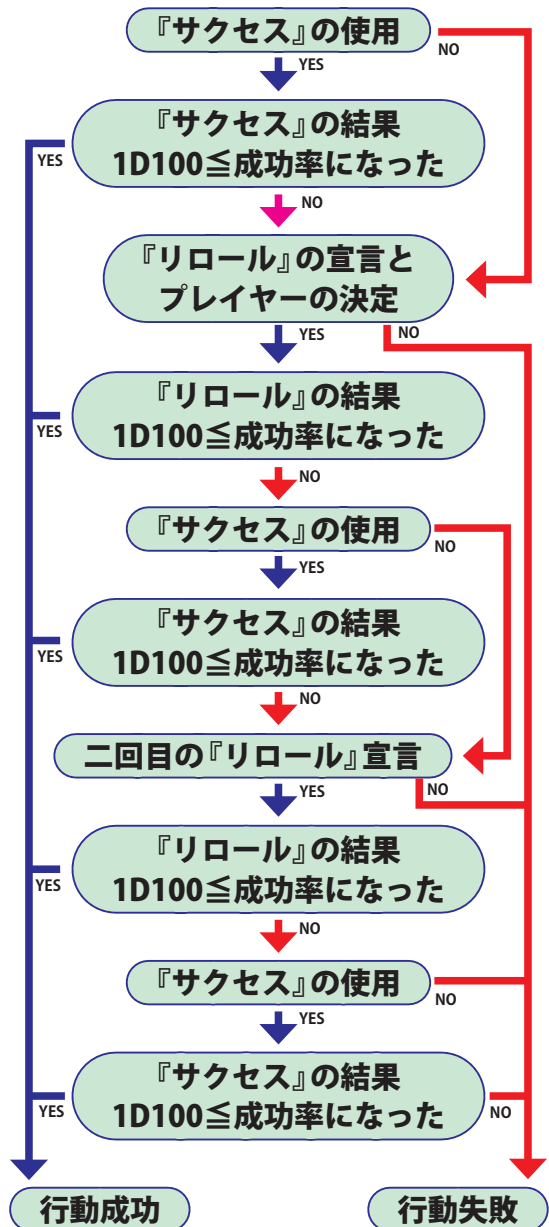 『サクセス』の使用
NO
YES
『サクセス』の結果
1D100≦成功率になった
YES
NO
『リロール』の宣言と
プレイヤーの決定
YES
NO
『リロール』の結果
1D100≦成功率になった
YES
NO
『サクセス』の使用
NO
YES
『サクセス』の結果
1D100≦成功率になった
YES
NO
二回目の『リロール』宣言
YES
NO
『リロール』の結果
1D100≦成功率になった
YES
NO
『サクセス』の使用
NO
YES
『サクセス』の結果
1D100≦成功率になった
YES
NO
行動成功
行動失敗